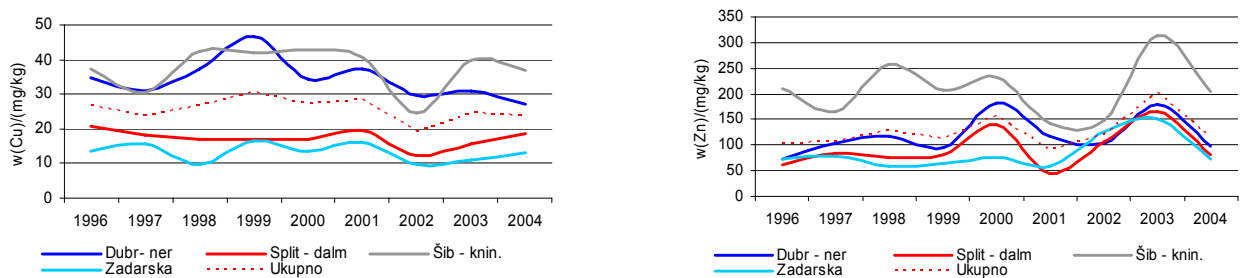 w(Cu)/(mg/kg)
50
40
30
20
10
0
1996 1997 1998 1999 2000 2001 2002 2003 2004
Dubr- ner Split - dalm Šib - knin.
Zadarska Ukupno
w(Zn)/(mg/kg)
350
300
250
200
150
100
50
0
1996 1997 1998 1999 2000 2001 2002 2003 2004
Dubr- ner Split - dalm Šib - knin.
Zadarska Ukupno